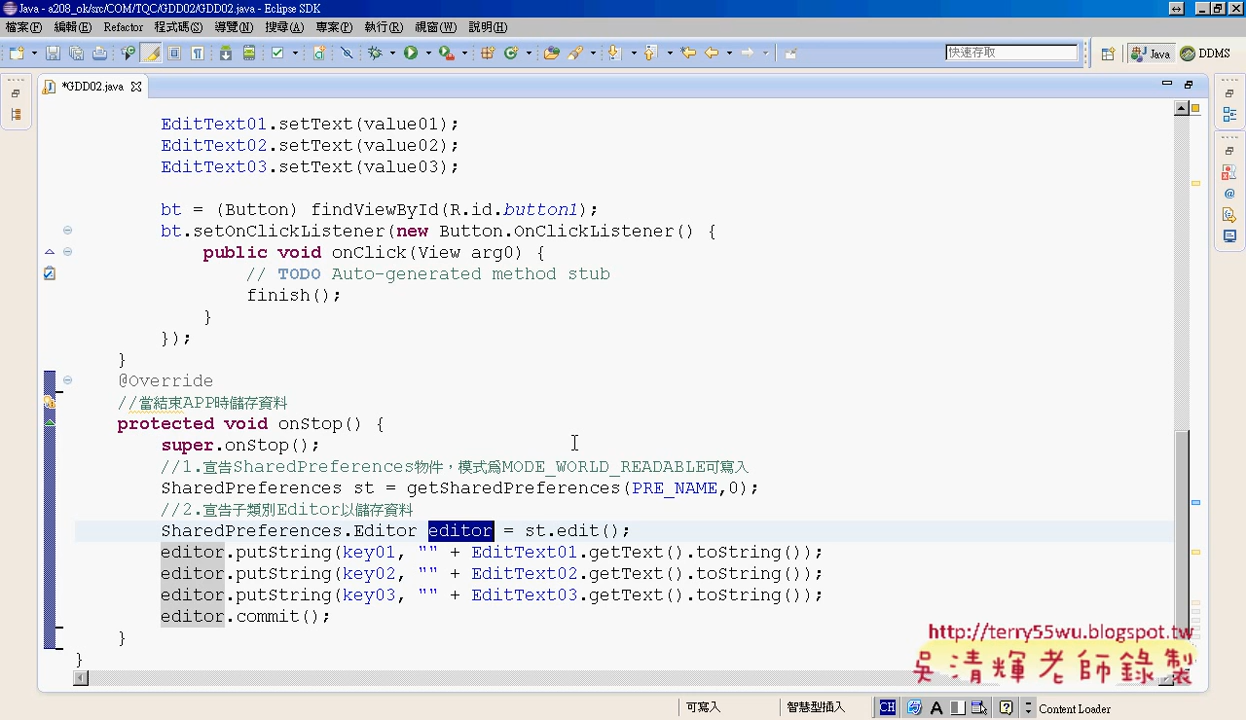 Java - a208_ok/src/COM/TQC/GDD02/GDD02.java - Eclipse SDK
檔案(F) 編輯(E) Refactor 程式碼(S) 導覽(N) 搜尋(A) 專案(P) 執行(R) 視窗(W) 說明(H)
快速存取 Java DDMS
*GDD02.java
EditText01.setText(value01);
EditText02.setText(value02);
EditText03.setText(value03);
bt = (Button) findViewById(R.id.button1);
bt.setOnClickListener(new Button.OnClickListener() {
public void onClick(View arg0) {
// TODO Auto-generated method stub
finish();
}
});
}
@Override
//當結束APP時儲存資料
protected void onStop() {
super.onStop();
//1.宣告SharedPreferences物件，模式為MODE_WORLD_READABLE可寫入
SharedPreferences st = getSharedPreferences(PRE_NAME,0);
//2.宣告子類別Editor以儲存資料
SharedPreferences.Editor editor = st.edit();
editor.putString(key01, "" + EditText01.getText().toString());
editor.putString(key02, "" + EditText02.getText().toString());
editor.putString(key03, "" + EditText03.getText().toString());
editor.commit();
}
}
http://terry55wu.blogspot.tw
吳清輝老師錄製
可寫入 智慧型插入 CH A Content Loader